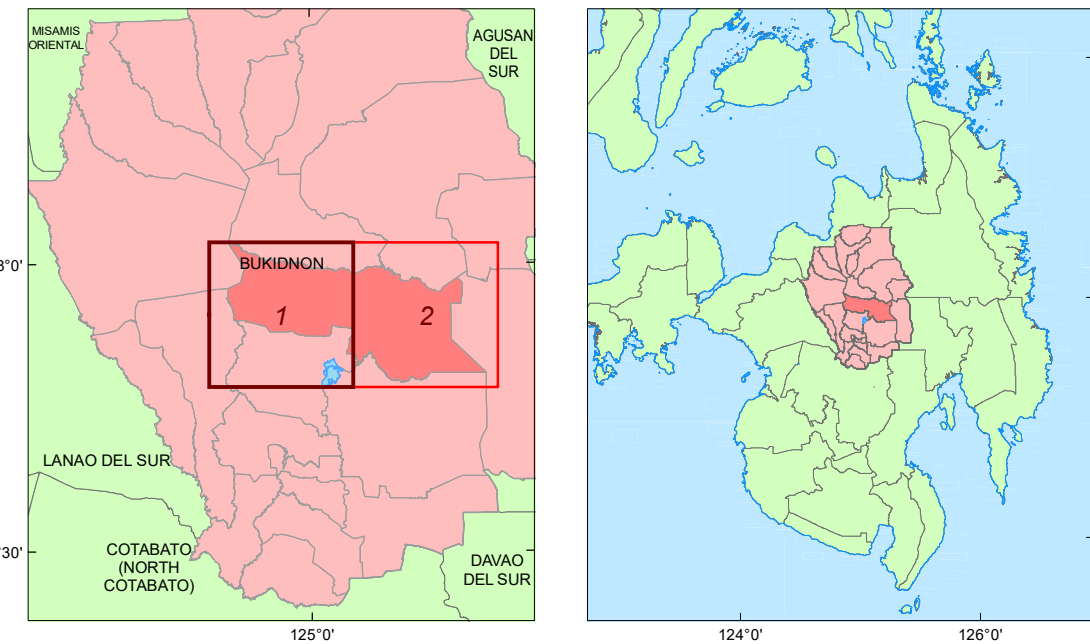 MISAMIS
ORIENTAL
AGUSAN
DEL
SUR
8°0'
BUKIDNON
1
2
LANAO DEL SUR
COTABATO
(NORTH
COTABATO)
DAVAO
DEL SUR
30'
125°0'
124°0'
126°0'